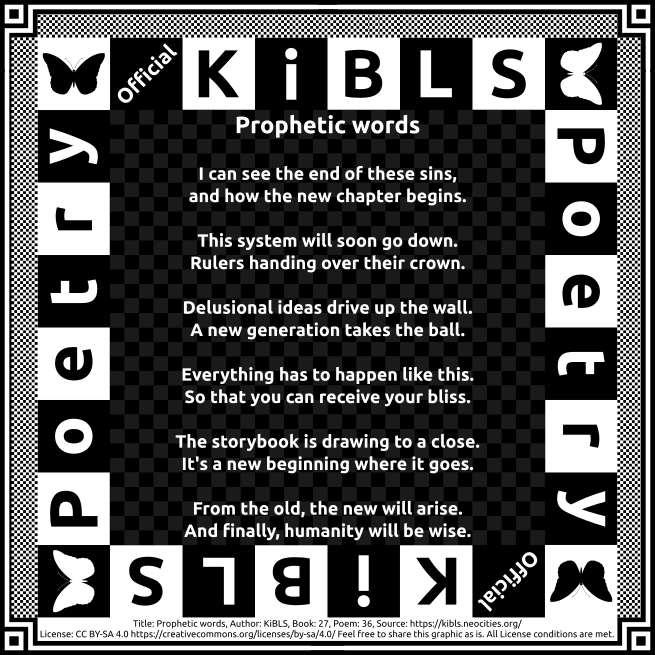 Official KiBLS
Poetry
Poetry
Prophetic words
I can see the end of these sins,
and how the new chapter begins.
This system will soon go down.
Rulers handing over their crown.
Delusional ideas drive up the wall.
A new generation takes the ball.
Everything has to happen like this.
So that you can receive your bliss.
The storybook is drawing to a close.
It's a new beginning where it goes.
From the old, the new will arise.
And finally, humanity will be wise.
Official KiBLS
Title: Prophetic words, Author: KiBLS, Book: 27, Poem: 36, Source: https://kibls.neocities.org/
License: CC BY-SA 4.0 https://creativecommons.org/licenses/by-sa/4.0/ Feel free to share this graphic as is. All License conditions are met.